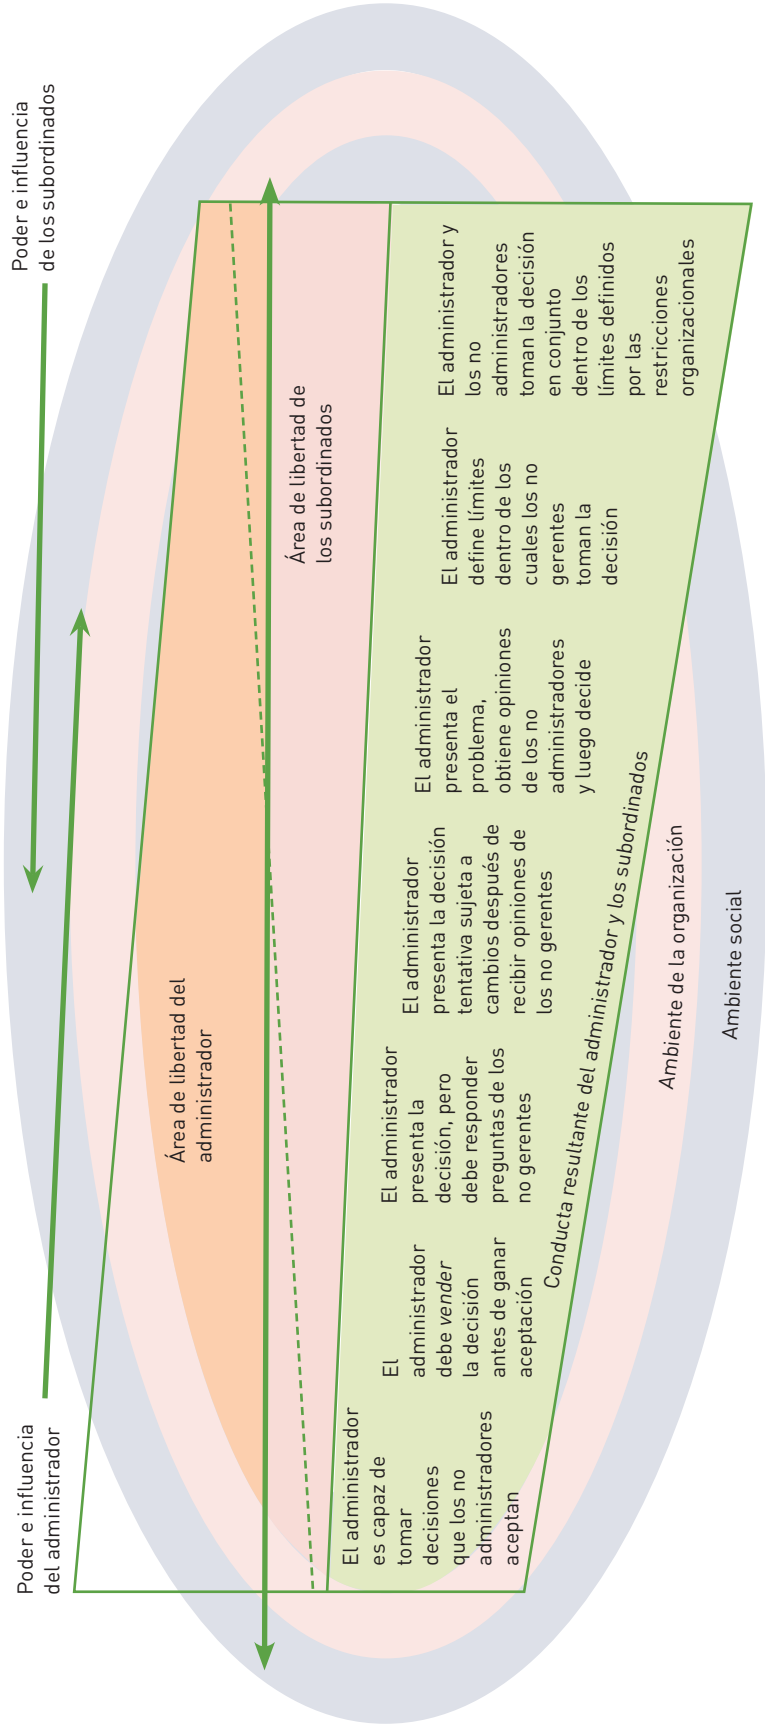 Poder e influencia
del administrador
Poder e influencia
de los subordinados
Área de libertad del
administrador
Área de libertad de
los subordinados
El administrador
es capaz de
tomar
decisiones
que los no
administradores
aceptan
El
administrador
debe vender
la decisión
antes de ganar
aceptación
El administrador
presenta la
decisión, pero
debe responder
preguntas de los
no gerentes
El administrador
presenta la decisión
tentativa sujeta a
cambios después de
recibir opiniones de
los no gerentes
El administrador
presenta el
problema,
obtiene opiniones
de los no
administradores
y luego decide
El administrador
define límites
dentro de los
cuales los no
gerentes
toman la
decisión
El administrador y
los no
administradores
toman la decisión
en conjunto
dentro de los
límites definidos
por las
restricciones
organizacionales
Conducta resultante del administrador y los subordinados
Ambiente de la organización
Ambiente social